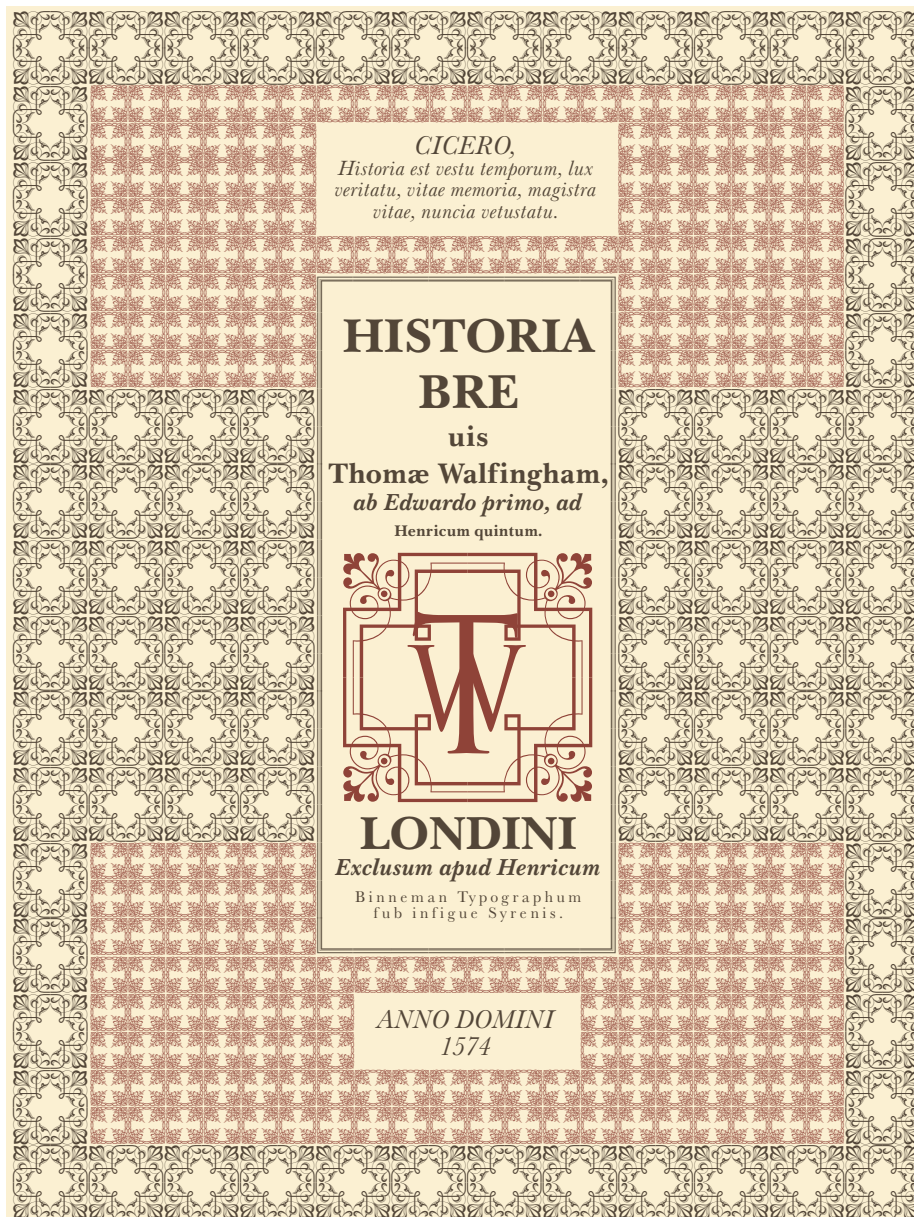 CICERO,
Historia est vestu temporum, lux
veritatu, vitae memoria, magistra
vitae, nuncia vetustatu.
HISTORIA
BRE
uis
Thomæ Walfingham,
ab Edwardo primo, ad
Henricum quintum.
TW
LONDINI
Exclusum apud Henricum
Binneman Typographum
fub infigue Syrenis.
ANNO DOMINI
1574